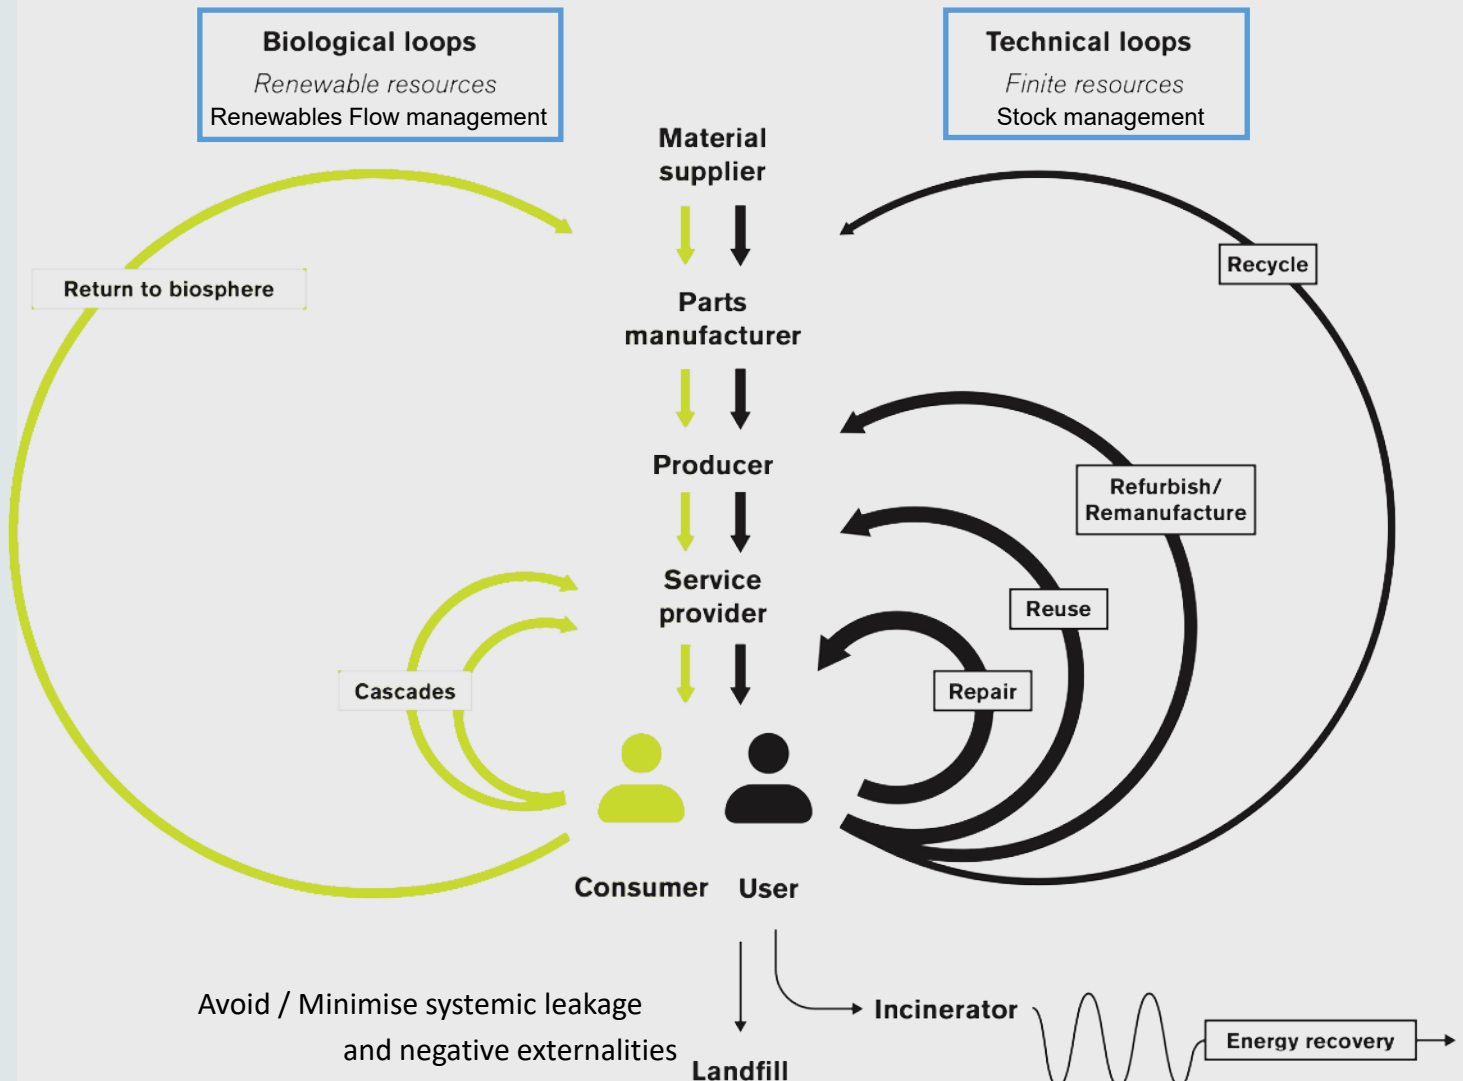 Biological loops
Renewable resources
Renewables Flow management
Technical loops
Finite resources
Stock management
Material
supplier
Return to biosphere
Recycle
Parts
manufacturer
Producer
Refurbish/
Remanufacture
Service
provider
Reuse
Cascades
Repair
Consumer
User
Avoid / Minimise systemic leakage
and negative externalities
Incinerator
Energy recovery
Landfill